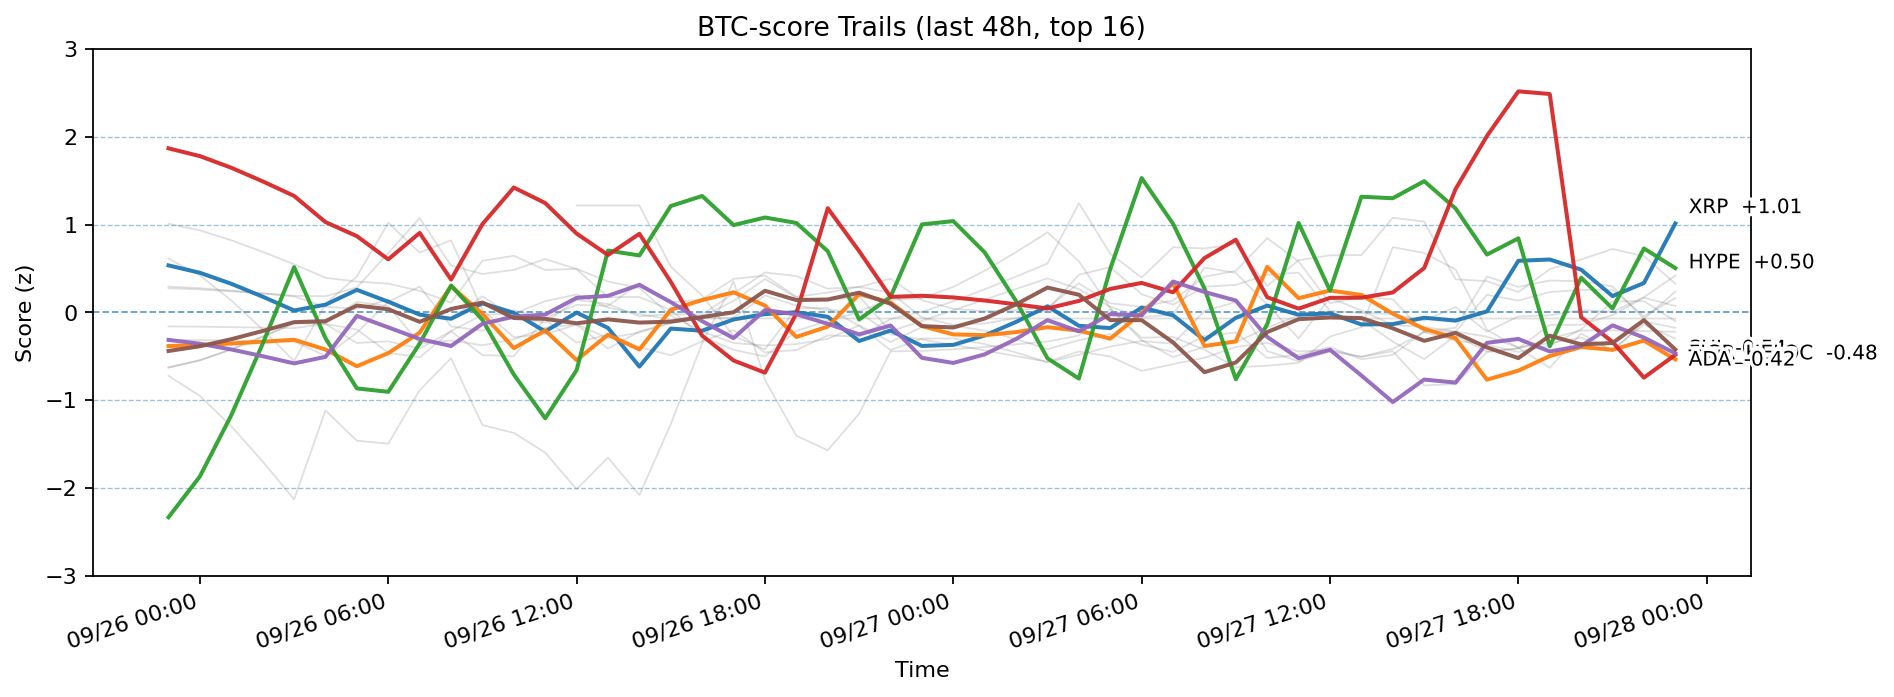 BTC-score Trails (last 48h, top 16)
Score (z)
3
2
1
0
−1
−2
−3
XRP +1.01
HYPE +0.50
-0.48
ADA -0.42
09/26 00:00
09/26 06:00
09/26 12:00
09/26 18:00
09/27 00:00
09/27 06:00
09/27 12:00
09/27 18:00
09/28 00:00
Time